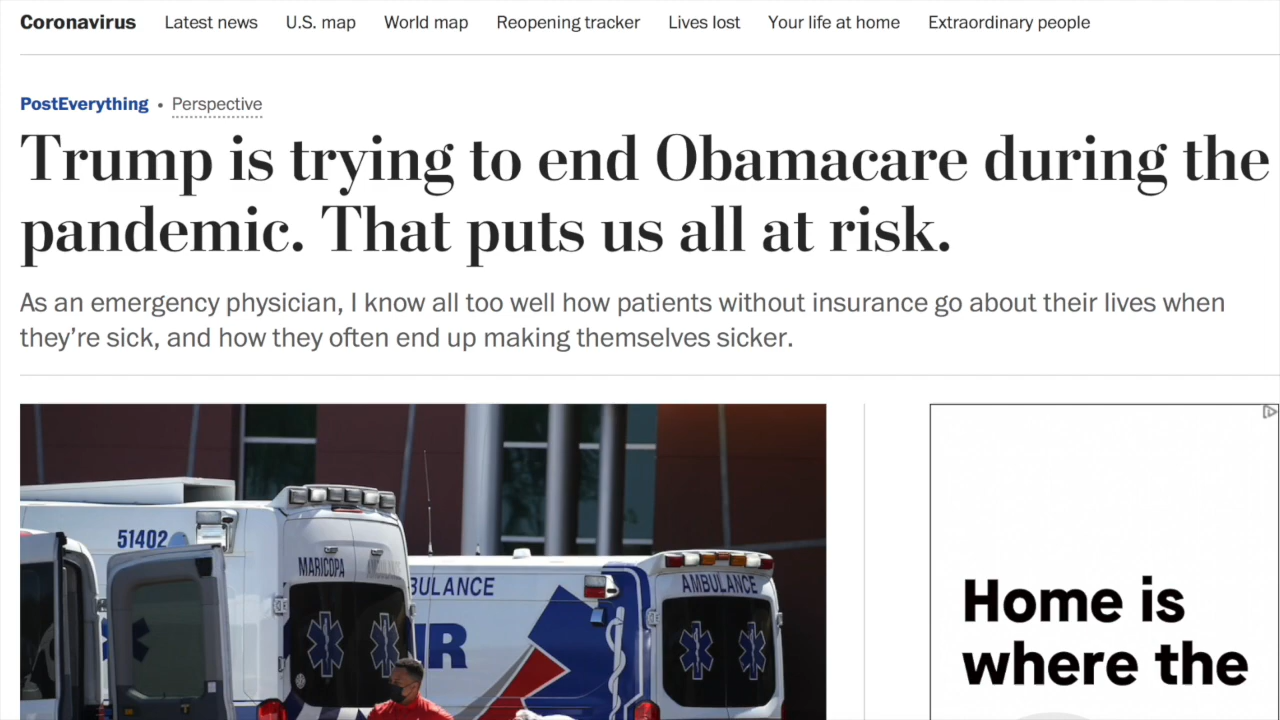 Coronavirus Latest news U.S. map World map Reopening tracker Lives lost Your life at home Extraordinary people
PostEverything • Perspective
Trump is trying to end Obamacare during the
pandemic. That puts us all at risk.
As an emergency physician, I know all too well how patients without insurance go about their lives when
they're sick, and how they often end up making themselves sicker.
51402
MARICOPA
BULANCE
AMBULANCE
R
Home is
where the